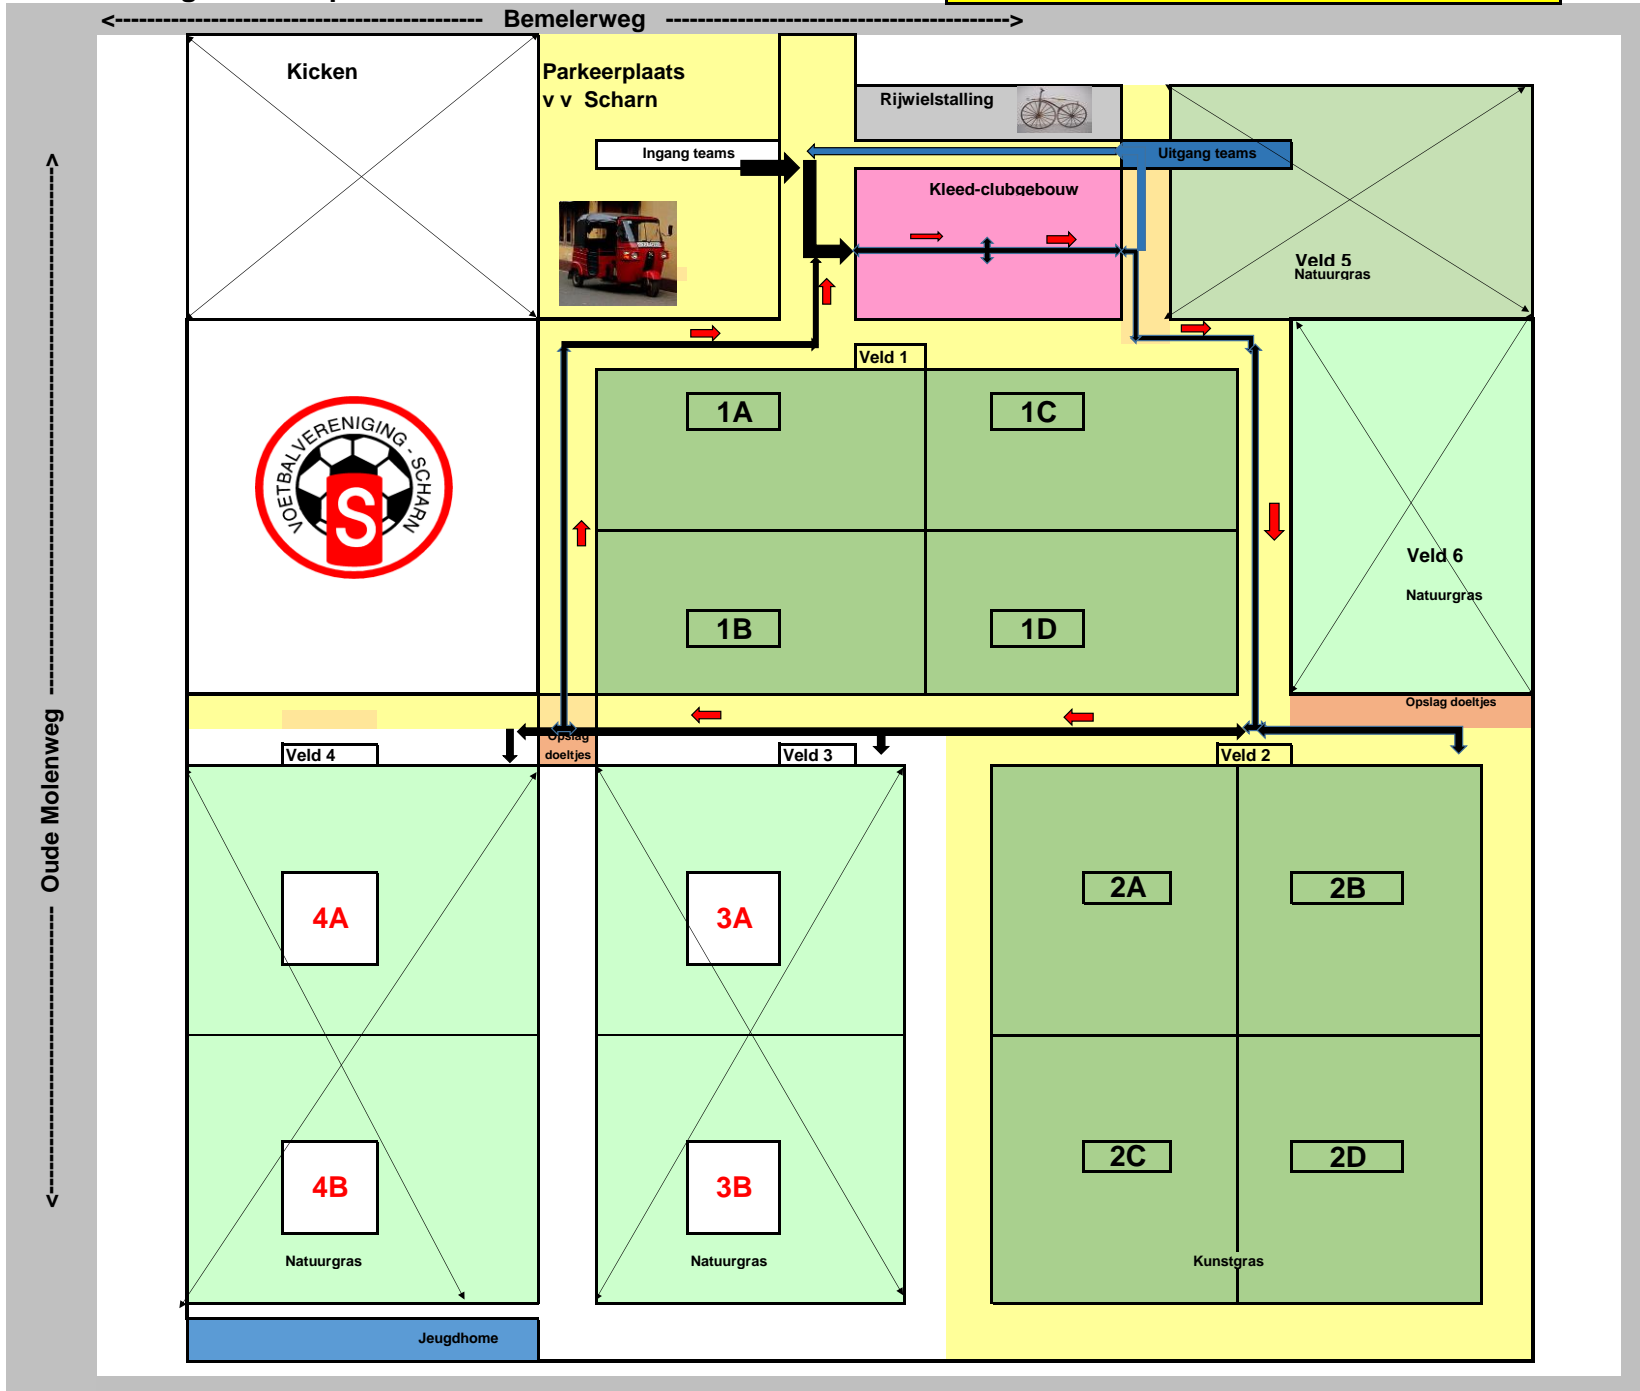 <---------------------------------------------- Bemelerweg ------------------------------------------->
Kicken
Parkeerplaats
v v Scharn
Rijwielstalling
Ingang teams
Uitgang teams
Kleed-clubgebouw
Veld 5
Natuurgras
Veld 1
1A
1C
VOETBALVERENIGING - SCHARN
S
Veld 6
Natuurgras
1B
1D
Oude Molenweg
Opslag doeltjes
Opslag
doeltjes
Veld 4
Veld 3
Veld 2
4A
3A
2A
2B
4B
3B
2C
2D
Natuurgras
Natuurgras
Kunstgras
Jeugdhome